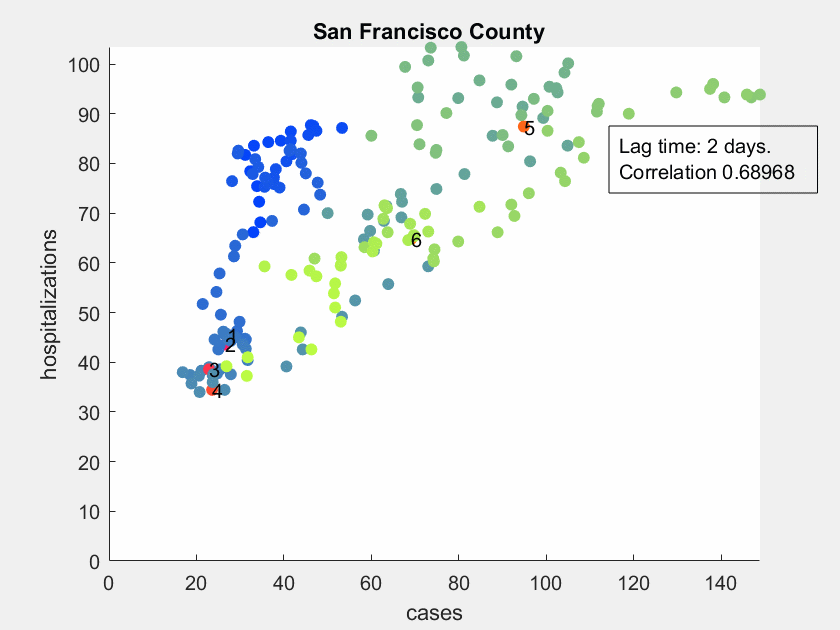 San Francisco County
100
90
80
70
60
50
40
30
20
10
0
hospitalizations
5
Lag time: 2 days.
Correlation 0.68968
6
1
2
3
4
0 20 40 60 80 100 120 140
cases